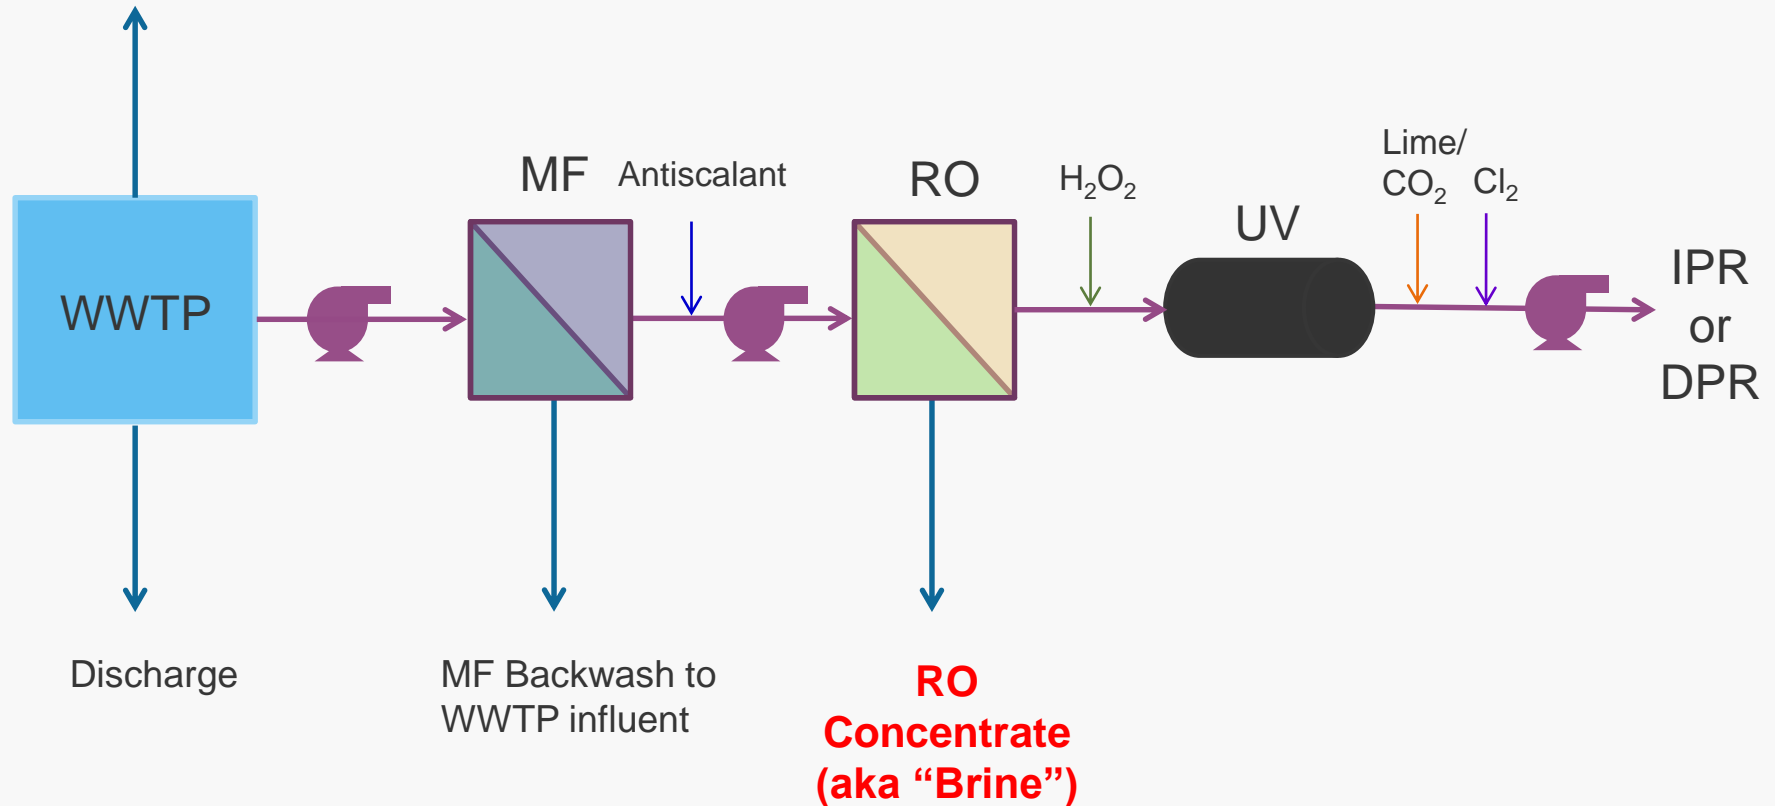 WWTP
MF
Antiscalant
RO
H₂O₂
UV
Lime/
CO₂
Cl₂
IPR
or
DPR
Discharge
MF Backwash to
WWTP influent
RO
Concentrate
(aka “Brine”)